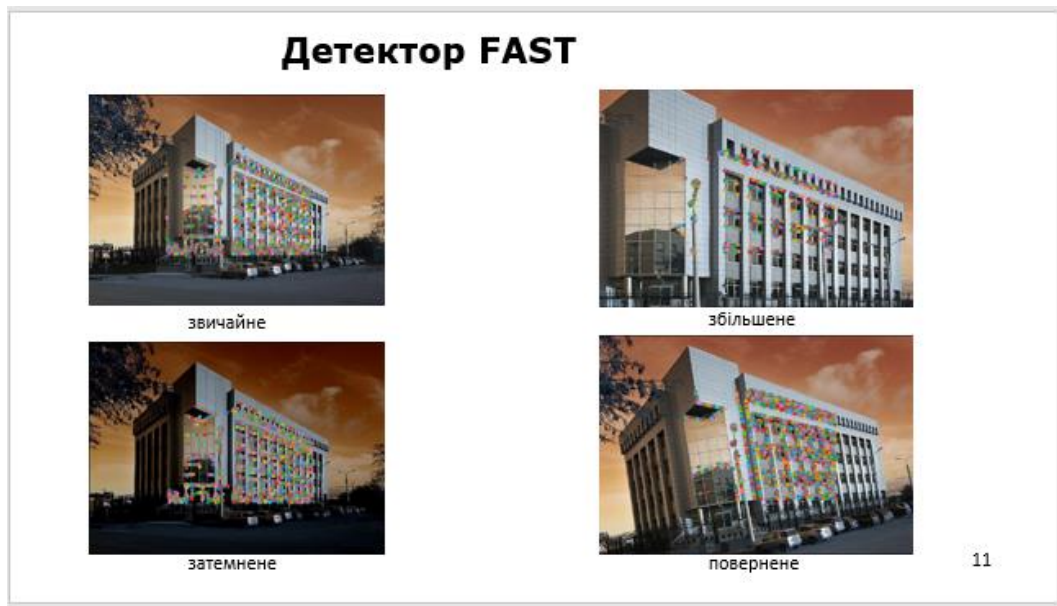 Детектор FAST
звичайне
збільшене
затемнене
повернене
11